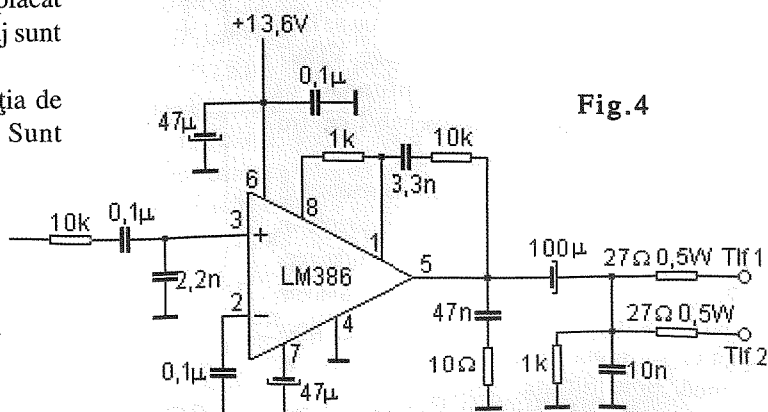 placat
j sunt
ţia de
Sunt
+13,6V
0,1µ
Fig.4
47µ
1k
10k
3,3n
6
8
1
10k
0,1µ
3
+
LM386
5
100µ
27Ω 0,5W Tlf 1
2,2n
2
−
4
7
47n
27Ω 0,5W
Tlf 2
0,1µ
47µ
10Ω
1k
10n